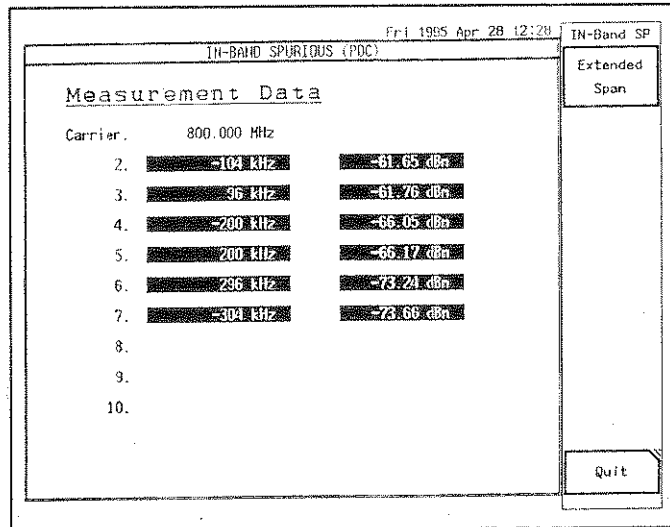 Fri 1995 Apr 28 12:28
IN-Band SP
IN-BAND SPURIOUS (PDC)
Extended
Span
Measurement Data
Carrier. 800.000 MHz
2. -104 kHz -61.65 dBm
3. 96 kHz -61.76 dBm
4. -200 kHz -66.05 dBm
5. 200 kHz -66.17 dBm
6. 296 kHz -73.24 dBm
7. -304 kHz -73.66 dBm
8.
9.
10.
Quit